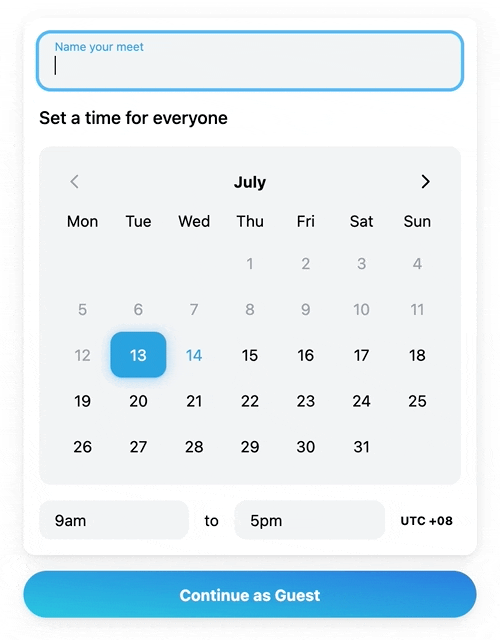 Name your meet
Set a time for everyone
July
Mon Tue Wed Thu Fri Sat Sun
1 2 3 4
5 6 7 8 9 10 11
12 13 14 15 16 17 18
19 20 21 22 23 24 25
26 27 28 29 30 31
9am to 5pm UTC +08
Continue as Guest